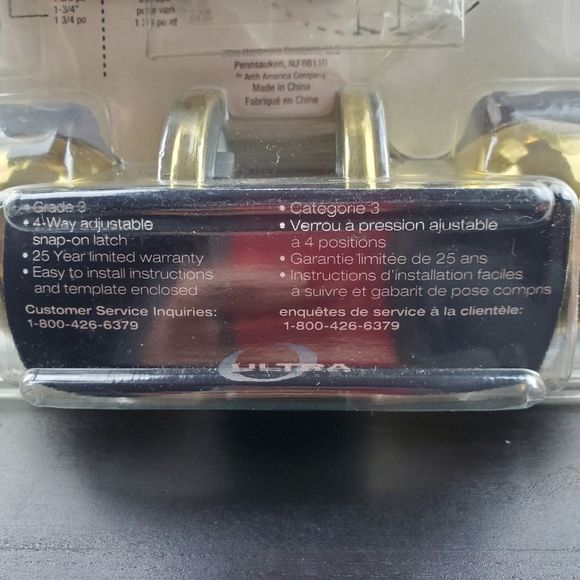 1-3/4"
1 3/4 po
Pennsauken, NJ 08110
An Arch America Company
Made in China
Fabriqué en Chine
• Grade 3
• 4-Way adjustable
snap-on latch
• 25 Year limited warranty
• Easy to install instructions
and template enclosed
Customer Service Inquiries:
1-800-426-6379
• Catégorie 3
• Verrou à pression ajustable
à 4 positions
• Garantie limitée de 25 ans
• Instructions d'installation faciles
à suivre et gabarit de pose compris
enquêtes de service à la clientèle:
1-800-426-6379
ULTRA